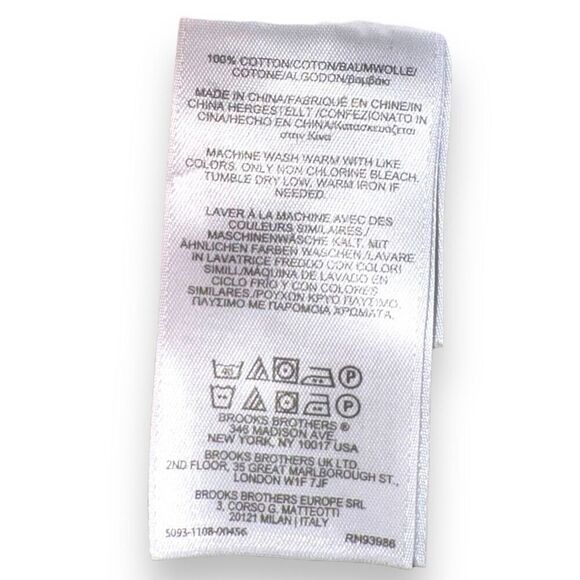 100% COTTON/COTON/BAUMWOLLE/
COTONE/ALGODON/βαμβάκι
MADE IN CHINA/FABRIQUÉ EN CHINE/IN
CHINA HERGESTELLT /CONFEZIONATO IN
CINA/HECHO EN CHINA/Κατασκευάζεται
στην Κίνα
MACHINE WASH WARM WITH LIKE
COLORS. ONLY NON CHLORINE BLEACH.
TUMBLE DRY LOW, WARM IRON IF
NEEDED.
LAVER À LA MACHINE AVEC DES
COULEURS SIMILAIRES./
MASCHINENWÄSCHE KALT. MIT
ÄHNLICHEN FARBEN WASCHEN./LAVARE
IN LAVATRICE FREDDO CON COLORI
SIMILI./MÁQUINA DE LAVADO EN
CICLO FRÍO Y CON COLORES
SIMILARES./ΡΟΥΧΩΝ ΚΡΥΟ ΠΛΥΣΙΜΟ.
ΠΛΥΣΙΜΟ ΜΕ ΠΑΡΟΜΟΙΑ ΧΡΩΜΑΤΑ.
P
P
BROOKS BROTHERS ®
346 MADISON AVE.
NEW YORK, NY 10017 USA
BROOKS BROTHERS UK LTD.
2ND FLOOR, 35 GREAT MARLBOROUGH ST.,
LONDON W1F 7JF
BROOKS BROTHERS EUROPE SRL
3, CORSO G. MATTEOTTI
20121 MILAN | ITALY
5093-1108-00456 RN93986